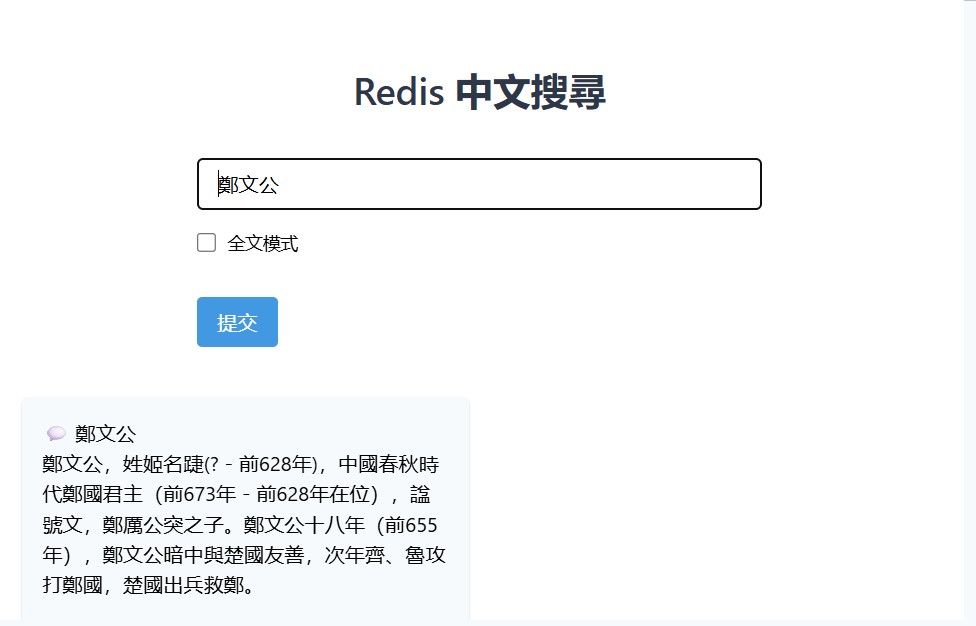 Redis 中文搜尋
鄭文公
全文模式
提交
鄭文公
鄭文公，姓姬名踕(? - 前628年)，中國春秋時
代鄭國君主（前673年 - 前628年在位），諡
號文，鄭厲公突之子。鄭文公十八年（前655
年），鄭文公暗中與楚國友善，次年齊、魯攻
打鄭國，楚國出兵救鄭。